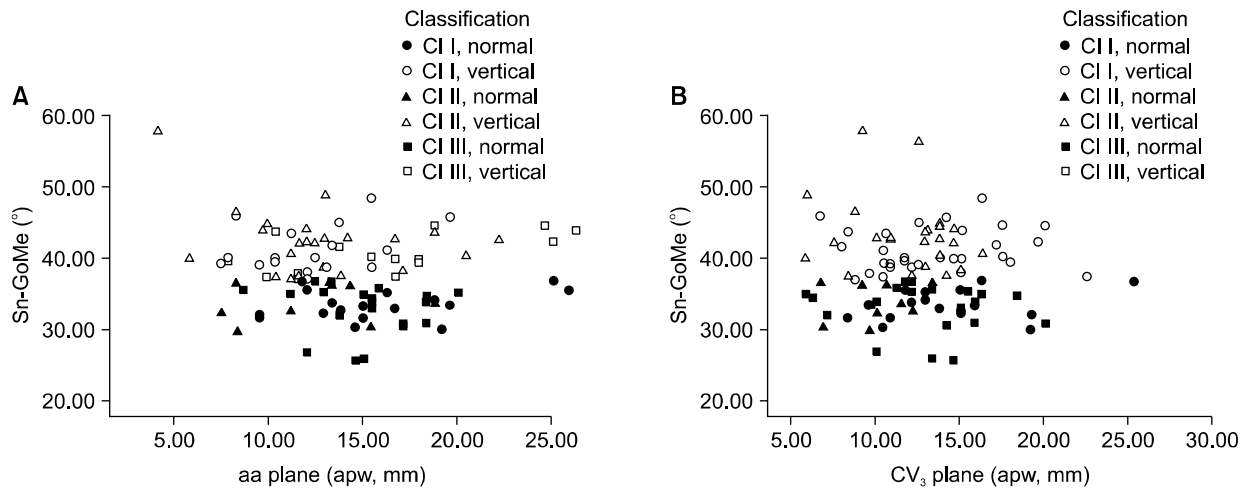 A
Classification
Cl I, normal
Cl I, vertical
Cl II, normal
Cl II, vertical
Cl III, normal
Cl III, vertical
Sn-GoMe (°)
60.00
50.00
40.00
30.00
20.00
5.00 10.00 15.00 20.00 25.00
aa plane (apw, mm)
B
Classification
Cl I, normal
Cl I, vertical
Cl II, normal
Cl II, vertical
Cl III, normal
Cl III, vertical
Sn-GoMe (°)
60.00
50.00
40.00
30.00
20.00
5.00 10.00 15.00 20.00 25.00 30.00
CV₃ plane (apw, mm)